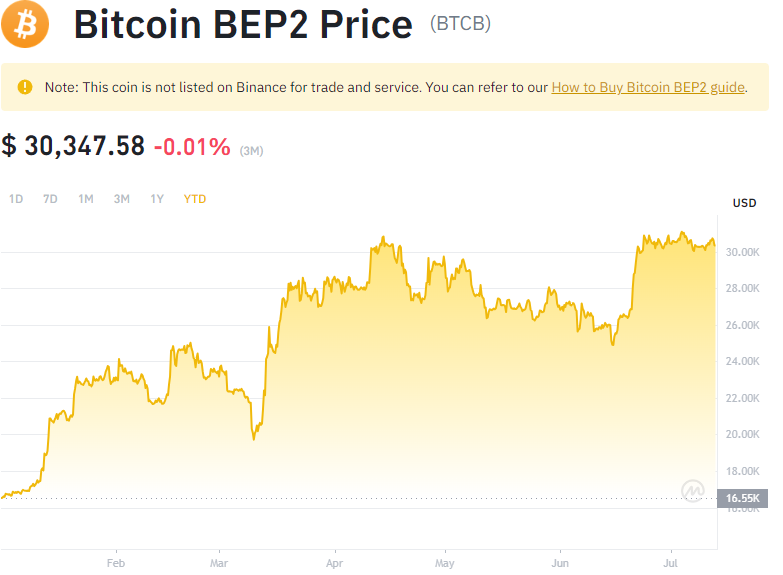 Bitcoin BEP2 Price (BTCB)
Note: This coin is not listed on Binance for trade and service. You can refer to our How to Buy Bitcoin BEP2 guide.
$ 30,347.58 -0.01% (3M)
1D 7D 1M 3M 1Y YTD
USD
30.00K
28.00K
26.00K
24.00K
22.00K
20.00K
18.00K
16.55K
16.00K
Feb Mar Apr May Jun Jul